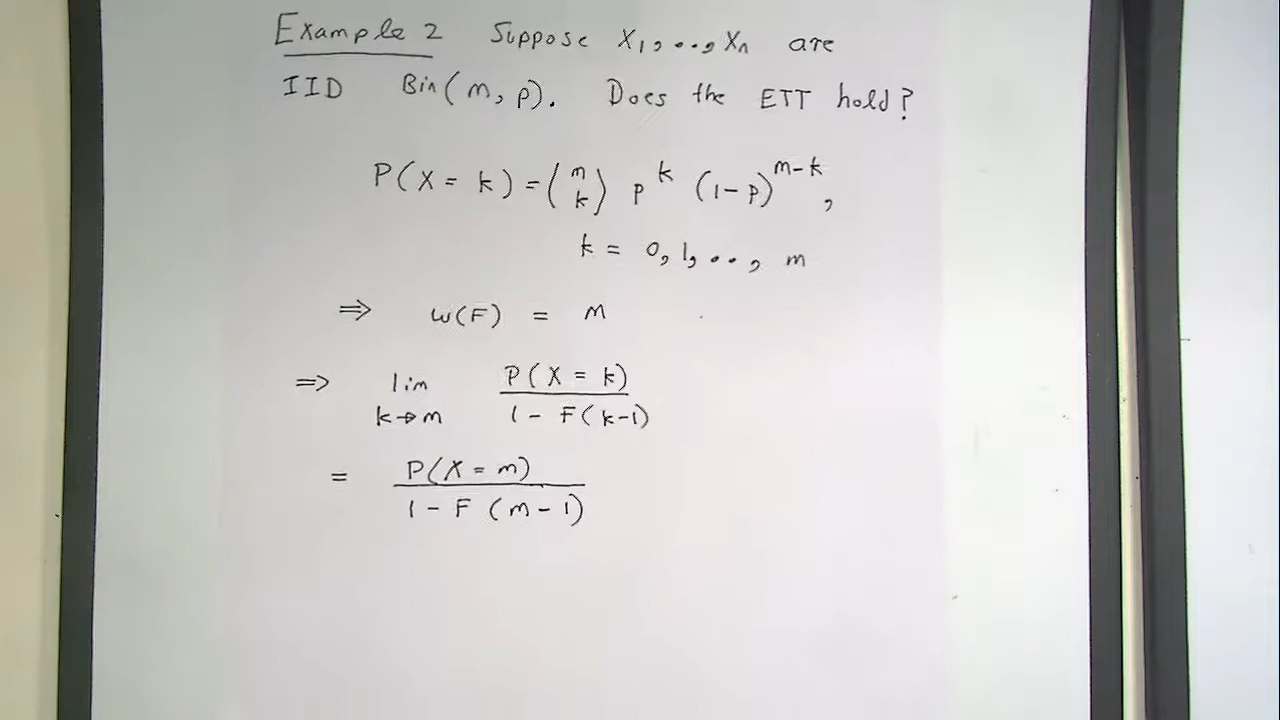 Example 2 Suppose X₁,..,Xₙ are
IID Bin(m, p). Does the ETT hold?
P(X = k) = (m k) p^k (1-p)^{m-k},
k = 0, 1, .., m
⇒ w(F) = m
⇒ lim k→m P(X = k) / 1 - F(k-1)
= P(X = m) / 1 - F(m-1)